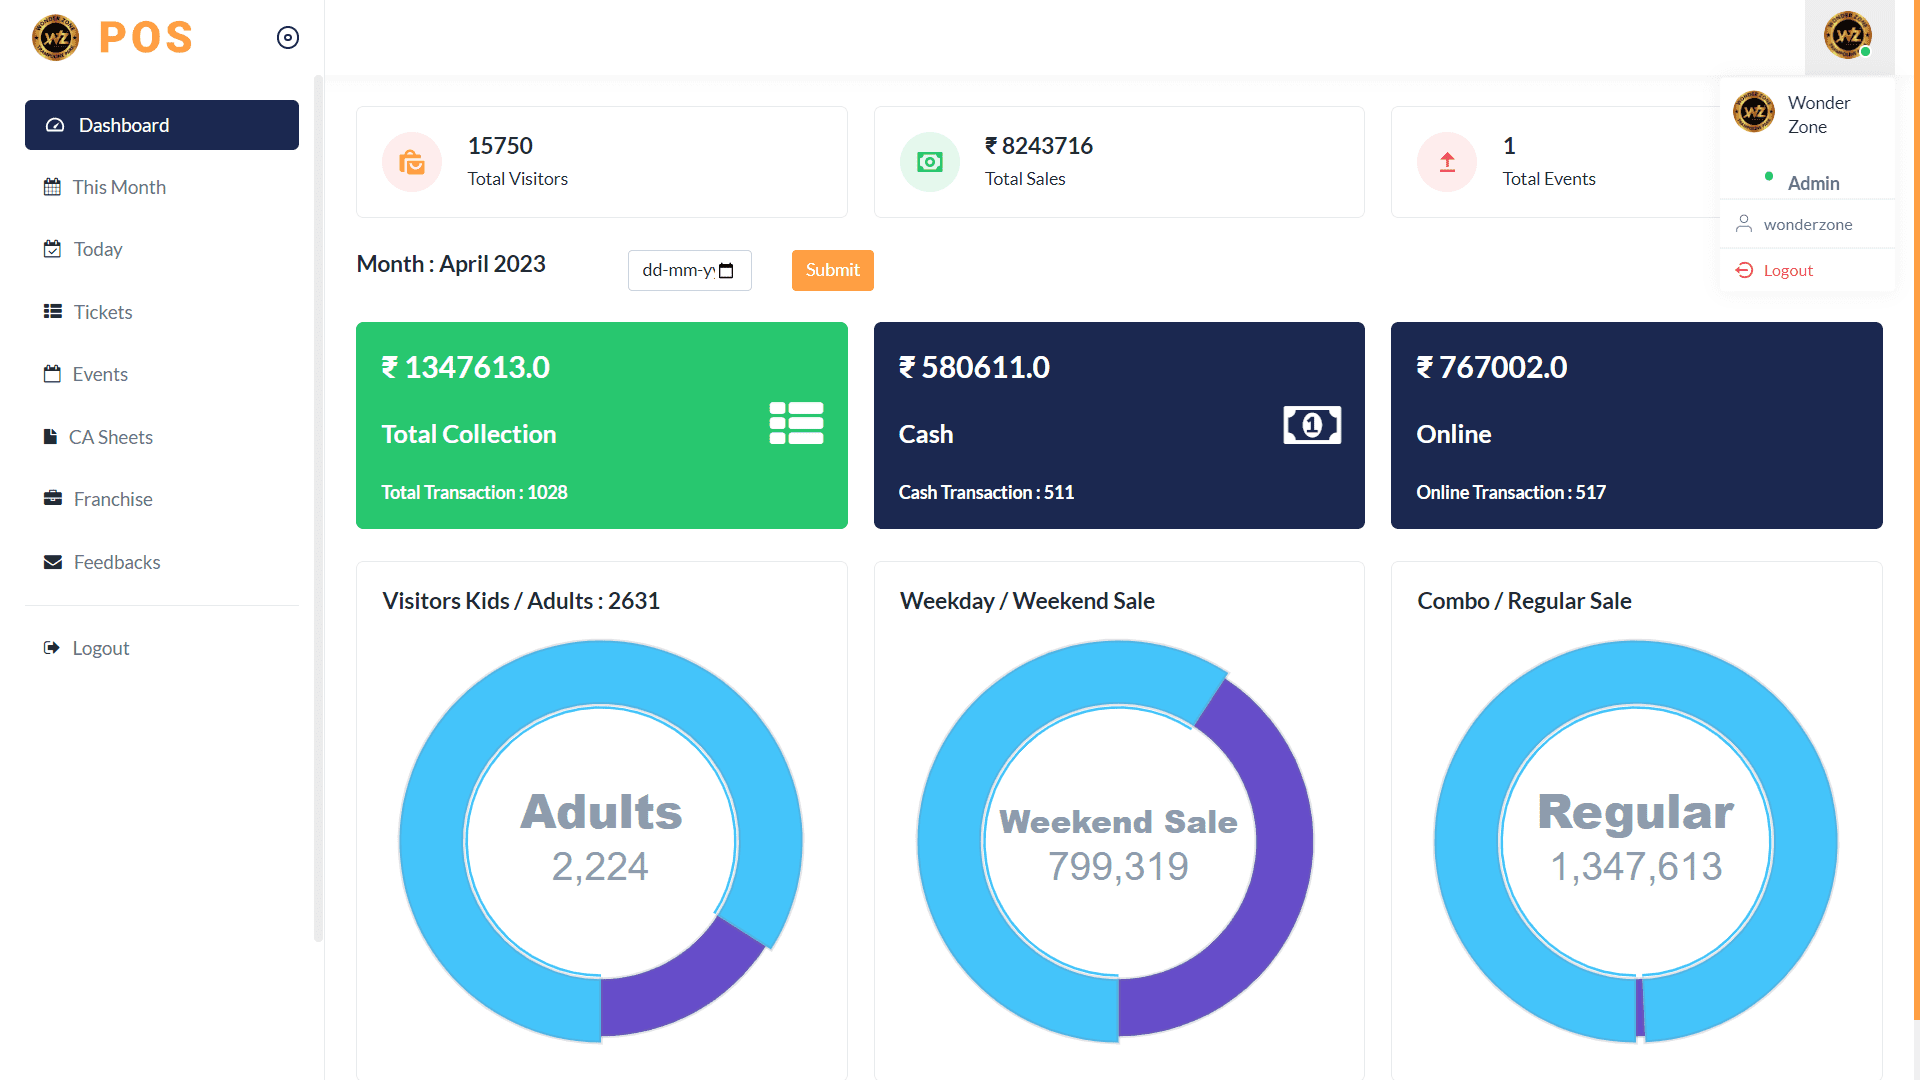 POS
Dashboard
This Month
Today
Tickets
Events
CA Sheets
Franchise
Feedbacks
Logout
15750
Total Visitors
₹ 8243716
Total Sales
1
Total Events
Wonder
Zone
Admin
wonderzone
Logout
Month : April 2023
dd-mm-y
Submit
₹ 1347613.0
Total Collection
Total Transaction : 1028
₹ 580611.0
Cash
Cash Transaction : 511
₹ 767002.0
Online
Online Transaction : 517
Visitors Kids / Adults : 2631
Adults
2,224
Weekday / Weekend Sale
Weekend Sale
799,319
Combo / Regular Sale
Regular
1,347,613